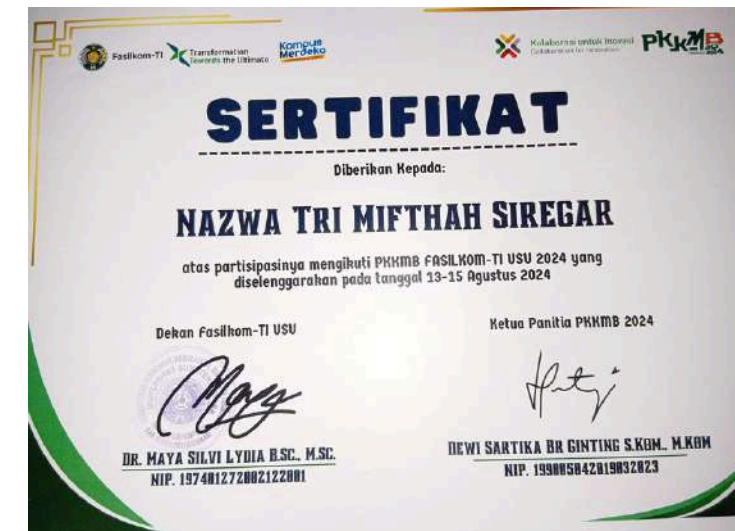 Fasilkom-TI
Transformation
Towards the Ultimate
Kampus
Merdeka
Kolaborasi untuk Inovasi
Collaboration for Innovation
PKKMB
SERTIFIKAT
Diberikan Kepada:
NAZWA TRI MIFTHAH SIREGAR
atas partisipasinya mengikuti PKKMB FASILKOM-TI USU 2024 yang
diselenggarakan pada tanggal 13-15 Agustus 2024
Dekan Fasilkom-TI USU
Ketua Panitia PKKMB 2024
DR. MAYA SILVI LYDIA B.SC., M.SC.
NIP. 197401272002122001
DEWI SARTIKA BR GINTING S.KOM., M.KOM
NIP. 199005042019032023